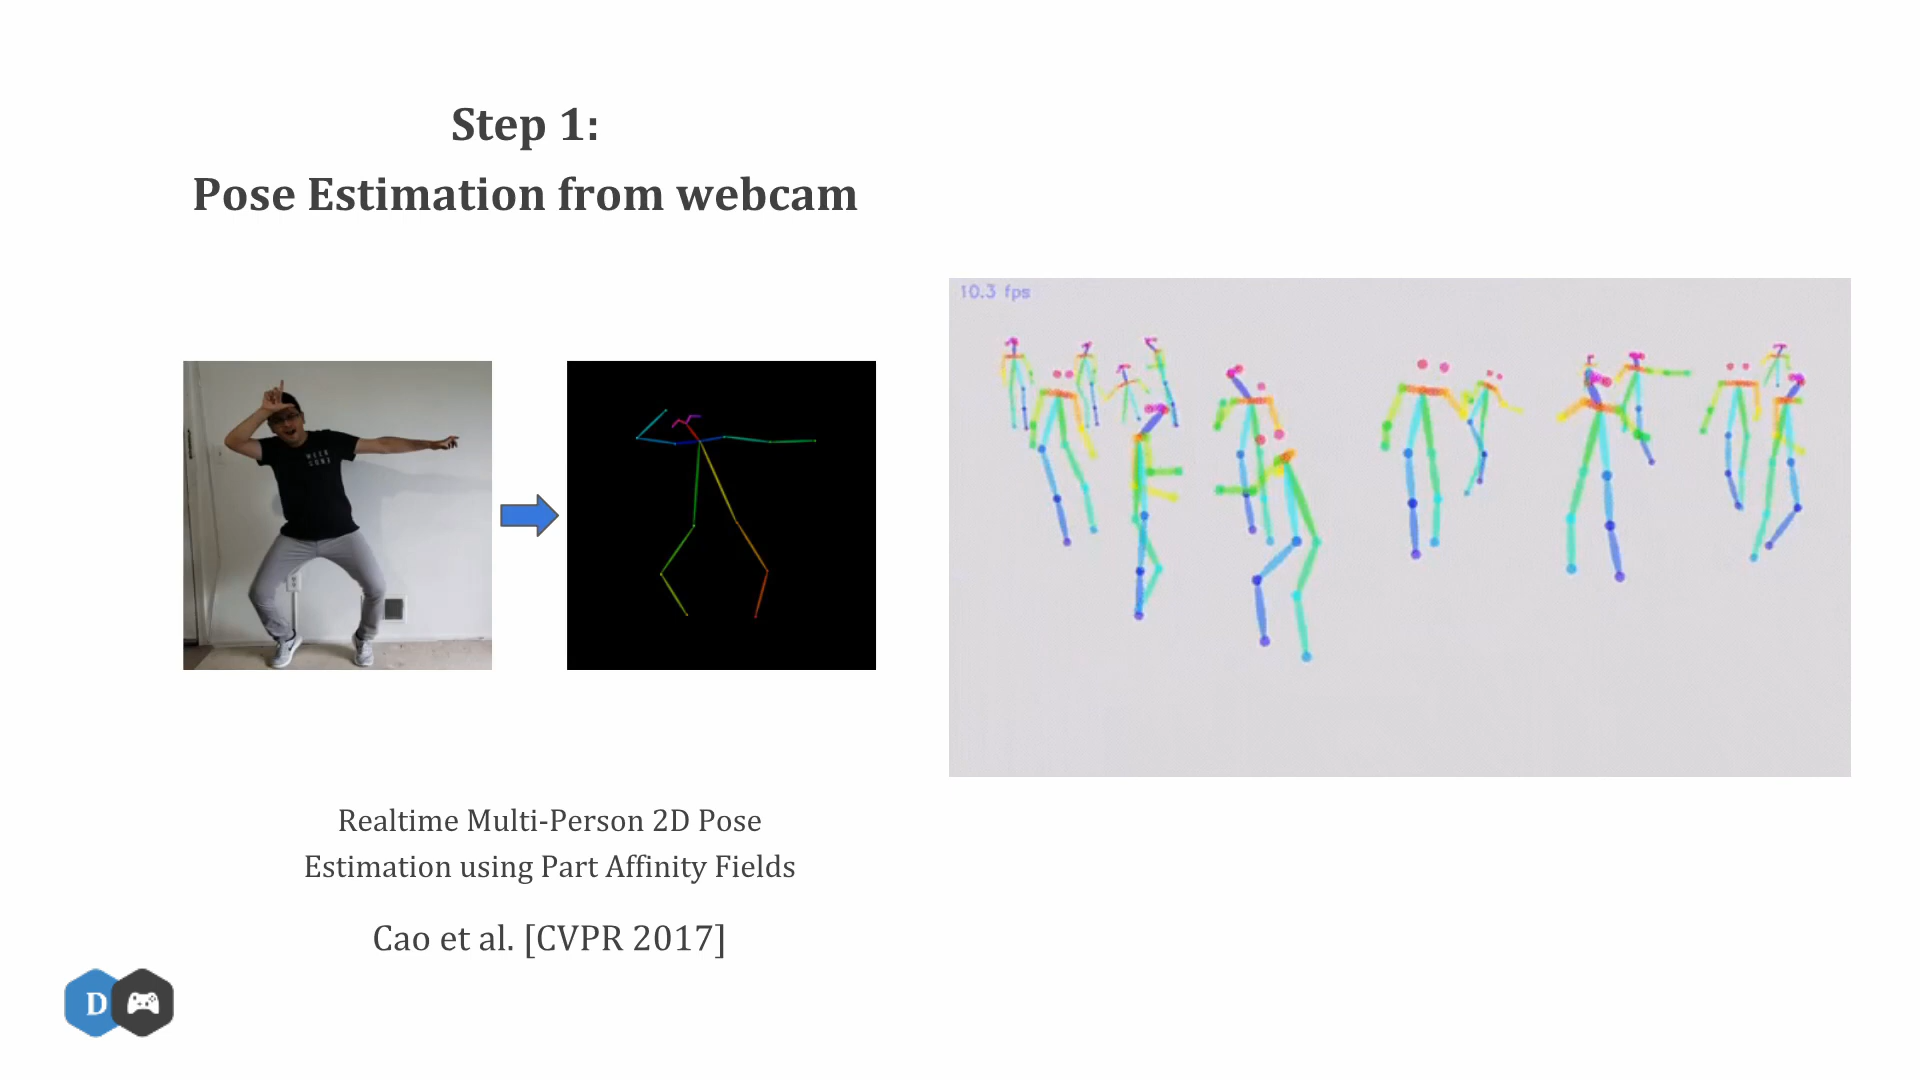 Step 1:
Pose Estimation from webcam
10.3 fps
Realtime Multi-Person 2D Pose
Estimation using Part Affinity Fields
Cao et al. [CVPR 2017]
D